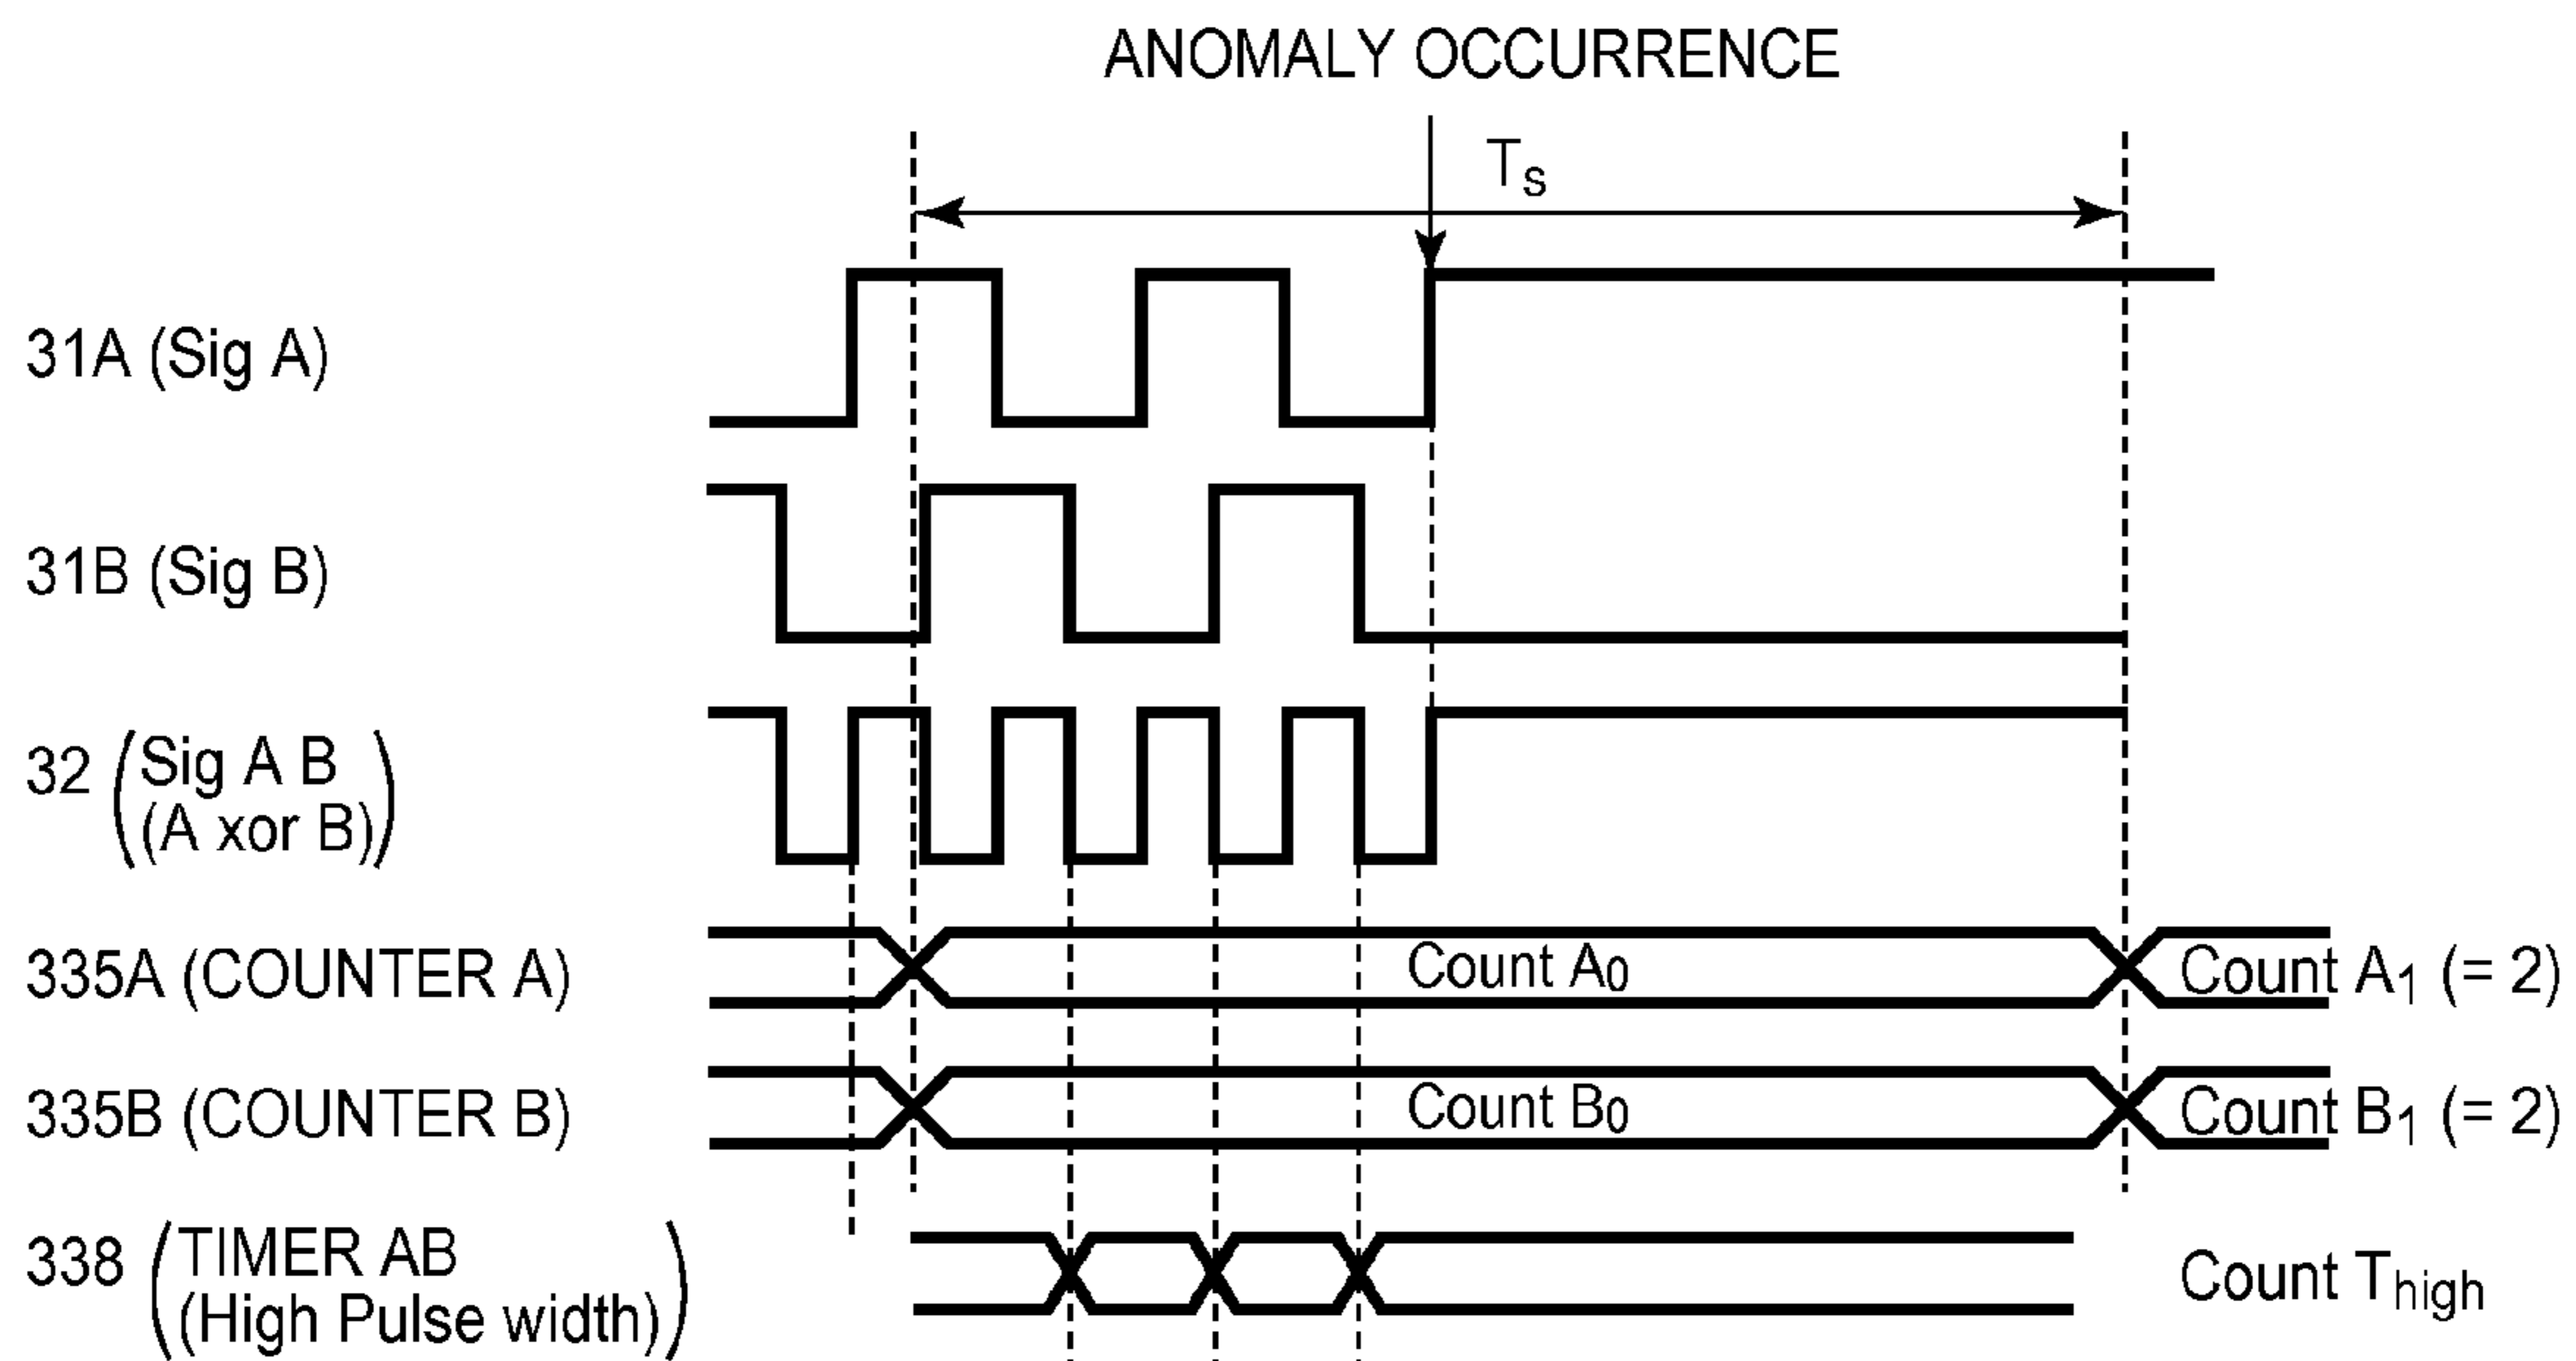 ANOMALY OCCURRENCE
Ts
31A (Sig A)
31B (Sig B)
32 (Sig A B
(A xor B))
335A (COUNTER A)
Count A0
Count A1 (= 2)
335B (COUNTER B)
Count B0
Count B1 (= 2)
338 (TIMER AB
(High Pulse width))
Count Thigh